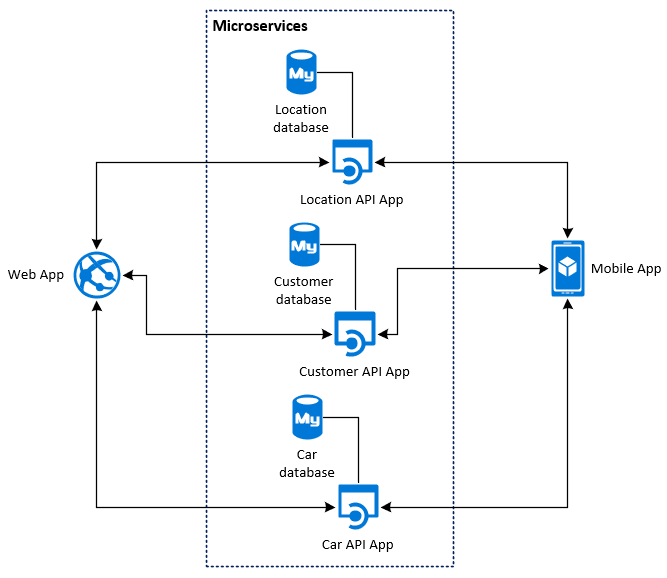 Microservices
My
Location
database
Location API App
My
Customer
database
Web App
Mobile App
Customer API App
My
Car
database
Car API App